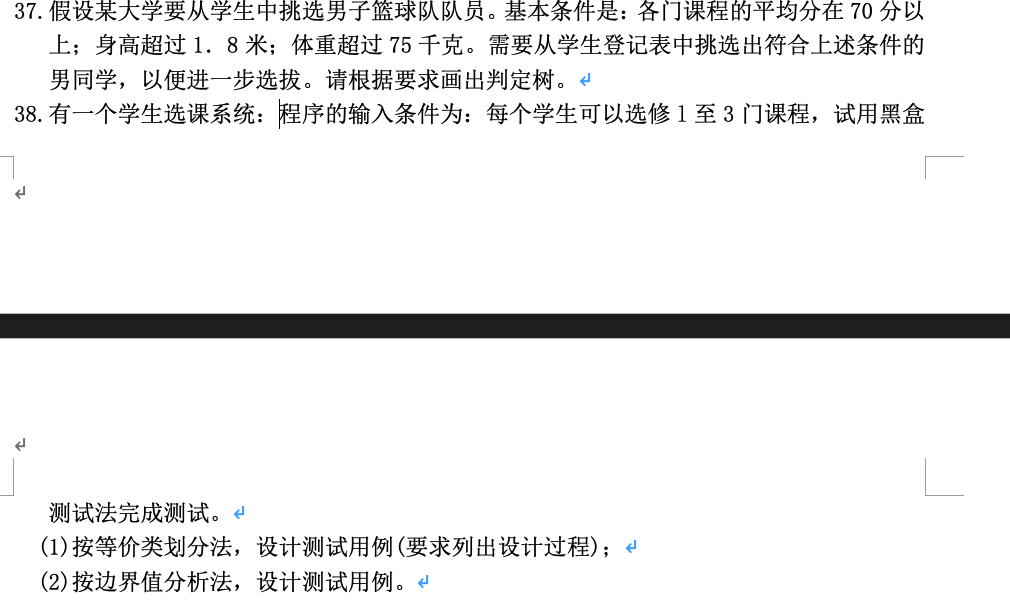 37.假设某大学要从学生中挑选男子篮球队队员。基本条件是：各门课程的平均分在 70 分以
上；身高超过 1．8 米；体重超过 75 千克。需要从学生登记表中挑选出符合上述条件的
男同学，以便进一步选拔。请根据要求画出判定树。
38.有一个学生选课系统：程序的输入条件为：每个学生可以选修 l 至 3 门课程，试用黑盒
测试法完成测试。
(1)按等价类划分法，设计测试用例(要求列出设计过程)；
(2)按边界值分析法，设计测试用例。